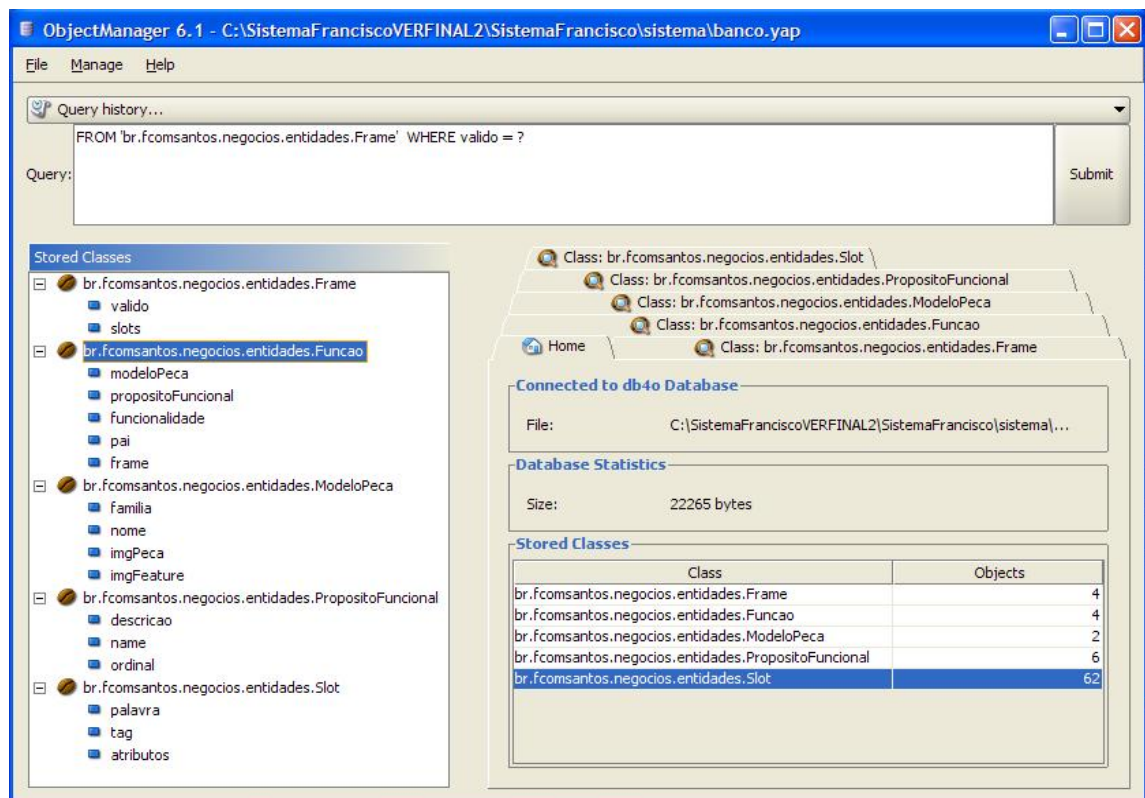 ObjectManager 6.1 - C:\SistemaFranciscoVERFINAL2\SistemaFrancisco\sistema\banco.yap
File Manage Help
Query history...
Query:
FROM 'br.fcomsantos.negocios.entidades.Frame' WHERE valido = ?
Submit
Stored Classes
br.fcomsantos.negocios.entidades.Frame
valido
slots
br.fcomsantos.negocios.entidades.Funcao
modeloPeca
propositoFuncional
funcionalidade
pai
frame
br.fcomsantos.negocios.entidades.ModeloPeca
familia
nome
imgPeca
imgFeature
br.fcomsantos.negocios.entidades.PropositoFuncional
descricao
name
ordinal
br.fcomsantos.negocios.entidades.Slot
palavra
tag
atributos
Class: br.fcomsantos.negocios.entidades.Slot
Class: br.fcomsantos.negocios.entidades.PropositoFuncional
Class: br.fcomsantos.negocios.entidades.ModeloPeca
Class: br.fcomsantos.negocios.entidades.Funcao
Home Class: br.fcomsantos.negocios.entidades.Frame
Connected to db4o Database
File: C:\SistemaFranciscoVERFINAL2\SistemaFrancisco\sistema\...
Database Statistics
Size: 22265 bytes
Stored Classes
Class Objects
br.fcomsantos.negocios.entidades.Frame 4
br.fcomsantos.negocios.entidades.Funcao 4
br.fcomsantos.negocios.entidades.ModeloPeca 2
br.fcomsantos.negocios.entidades.PropositoFuncional 6
br.fcomsantos.negocios.entidades.Slot 62